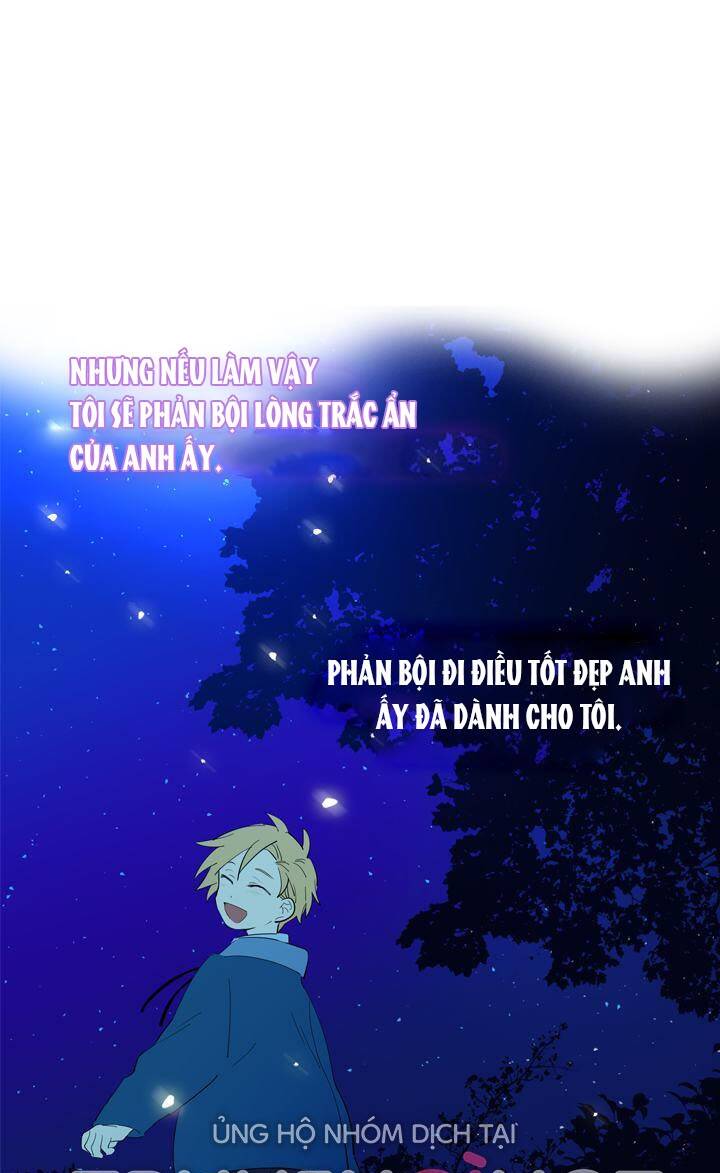 NHƯNG NẾU LÀM VẬY
TÔI SẼ PHẢN BỘI LÒNG TRẮC ẨN
CỦA ANH ẤY.
PHẢN BỘI ĐI ĐIỀU TỐT ĐẸP ANH
ẤY ĐÃ DÀNH CHO TÔI.
ỦNG HỘ NHÓM DỊCH TẠI